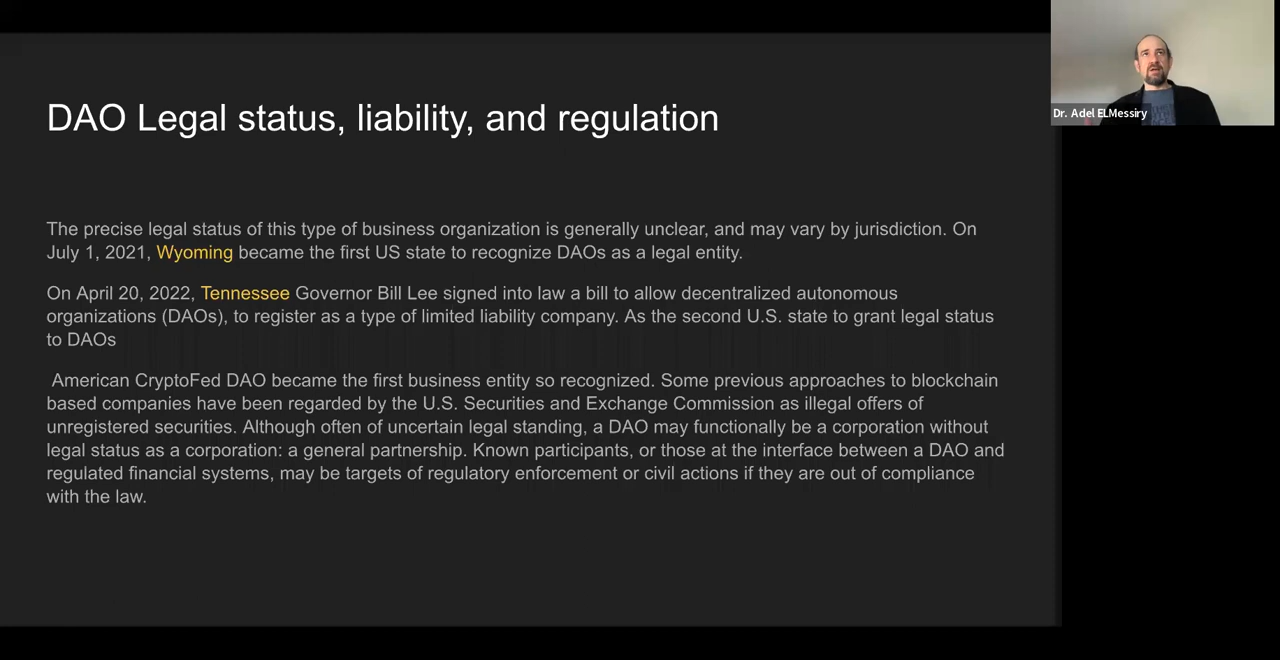 DAO Legal status, liability, and regulation
Dr. Adel ELMessiry
The precise legal status of this type of business organization is generally unclear, and may vary by jurisdiction. On
July 1, 2021, Wyoming became the first US state to recognize DAOs as a legal entity.
On April 20, 2022, Tennessee Governor Bill Lee signed into law a bill to allow decentralized autonomous
organizations (DAOs), to register as a type of limited liability company. As the second U.S. state to grant legal status
to DAOs
American CryptoFed DAO became the first business entity so recognized. Some previous approaches to blockchain
based companies have been regarded by the U.S. Securities and Exchange Commission as illegal offers of
unregistered securities. Although often of uncertain legal standing, a DAO may functionally be a corporation without
legal status as a corporation: a general partnership. Known participants, or those at the interface between a DAO and
regulated financial systems, may be targets of regulatory enforcement or civil actions if they are out of compliance
with the law.